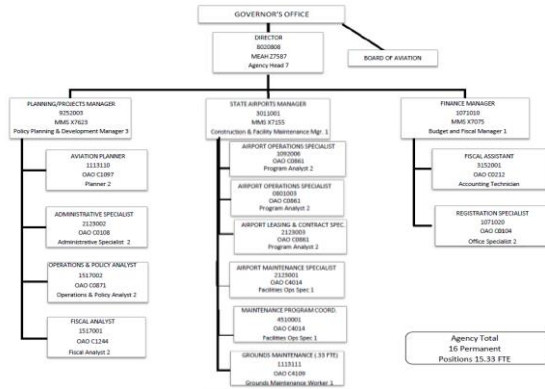 GOVERNOR'S OFFICE
DIRECTOR
8020808
MEAH Z7587
Agency Head 7
BOARD OF AVIATION
PLANNING/PROJECTS MANAGER
9252003
MMS X7623
Policy Planning & Development Manager 3
AVIATION PLANNER
1113110
OAO C1097
Planner 2
ADMINISTRATIVE SPECIALIST
2123002
OAO C0108
Administrative Specialist 2
OPERATIONS & POLICY ANALYST
1517002
OAO C0871
Operations & Policy Analyst 2
FISCAL ANALYST
1517001
OAO C1244
Fiscal Analyst 2
STATE AIRPORTS MANAGER
3011001
MMS X7155
Construction & Facility Maintenance Mgr. 1
AIRPORT OPERATIONS SPECIALIST
1092006
OAO C0861
Program Analyst 2
AIRPORT OPERATIONS SPECIALIST
0801003
OAO C0861
Program Analyst 2
AIRPORT LEASING & CONTRACT SPEC.
2123003
OAO C0861
Program Analyst 2
AIRPORT MAINTENANCE SPECIALIST
2123001
OAO C4014
Facilities Ops Spec 1
MAINTENANCE PROGRAM COORD.
4510001
OAO C4014
Facilities Ops Spec 1
GROUNDS MAINTENANCE (.33 FTE)
1113111
OAO C4109
Grounds Maintenance Worker 1
FINANCE MANAGER
1071010
MMS X7075
Budget and Fiscal Manager 1
FISCAL ASSISTANT
3152001
OAO C0212
Accounting Technician
REGISTRATION SPECIALIST
1071020
OAO C0104
Office Specialist 2
Agency Total
16 Permanent
Positions 15.33 FTE